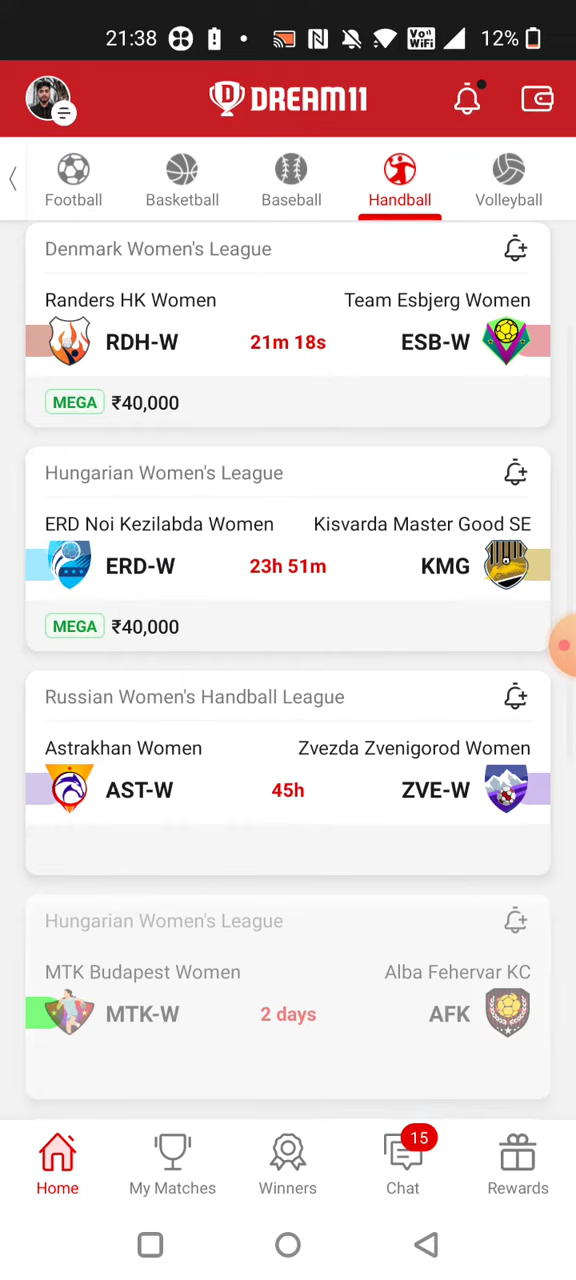 21:38
Vo))
WiFi
12%
DREAM11
Football
Basketball
Baseball
Handball
Volleyball
Denmark Women's League
Randers HK Women
Team Esbjerg Women
RDH-W
21m 18s
ESB-W
MEGA ₹40,000
Hungarian Women's League
ERD Noi Kezilabda Women
Kisvarda Master Good SE
ERD-W
23h 51m
KMG
MEGA ₹40,000
Russian Women's Handball League
Astrakhan Women
Zvezda Zvenigorod Women
AST-W
45h
ZVE-W
Hungarian Women's League
MTK Budapest Women
Alba Fehervar KC
MTK-W
2 days
AFK
15
Home
My Matches
Winners
Chat
Rewards